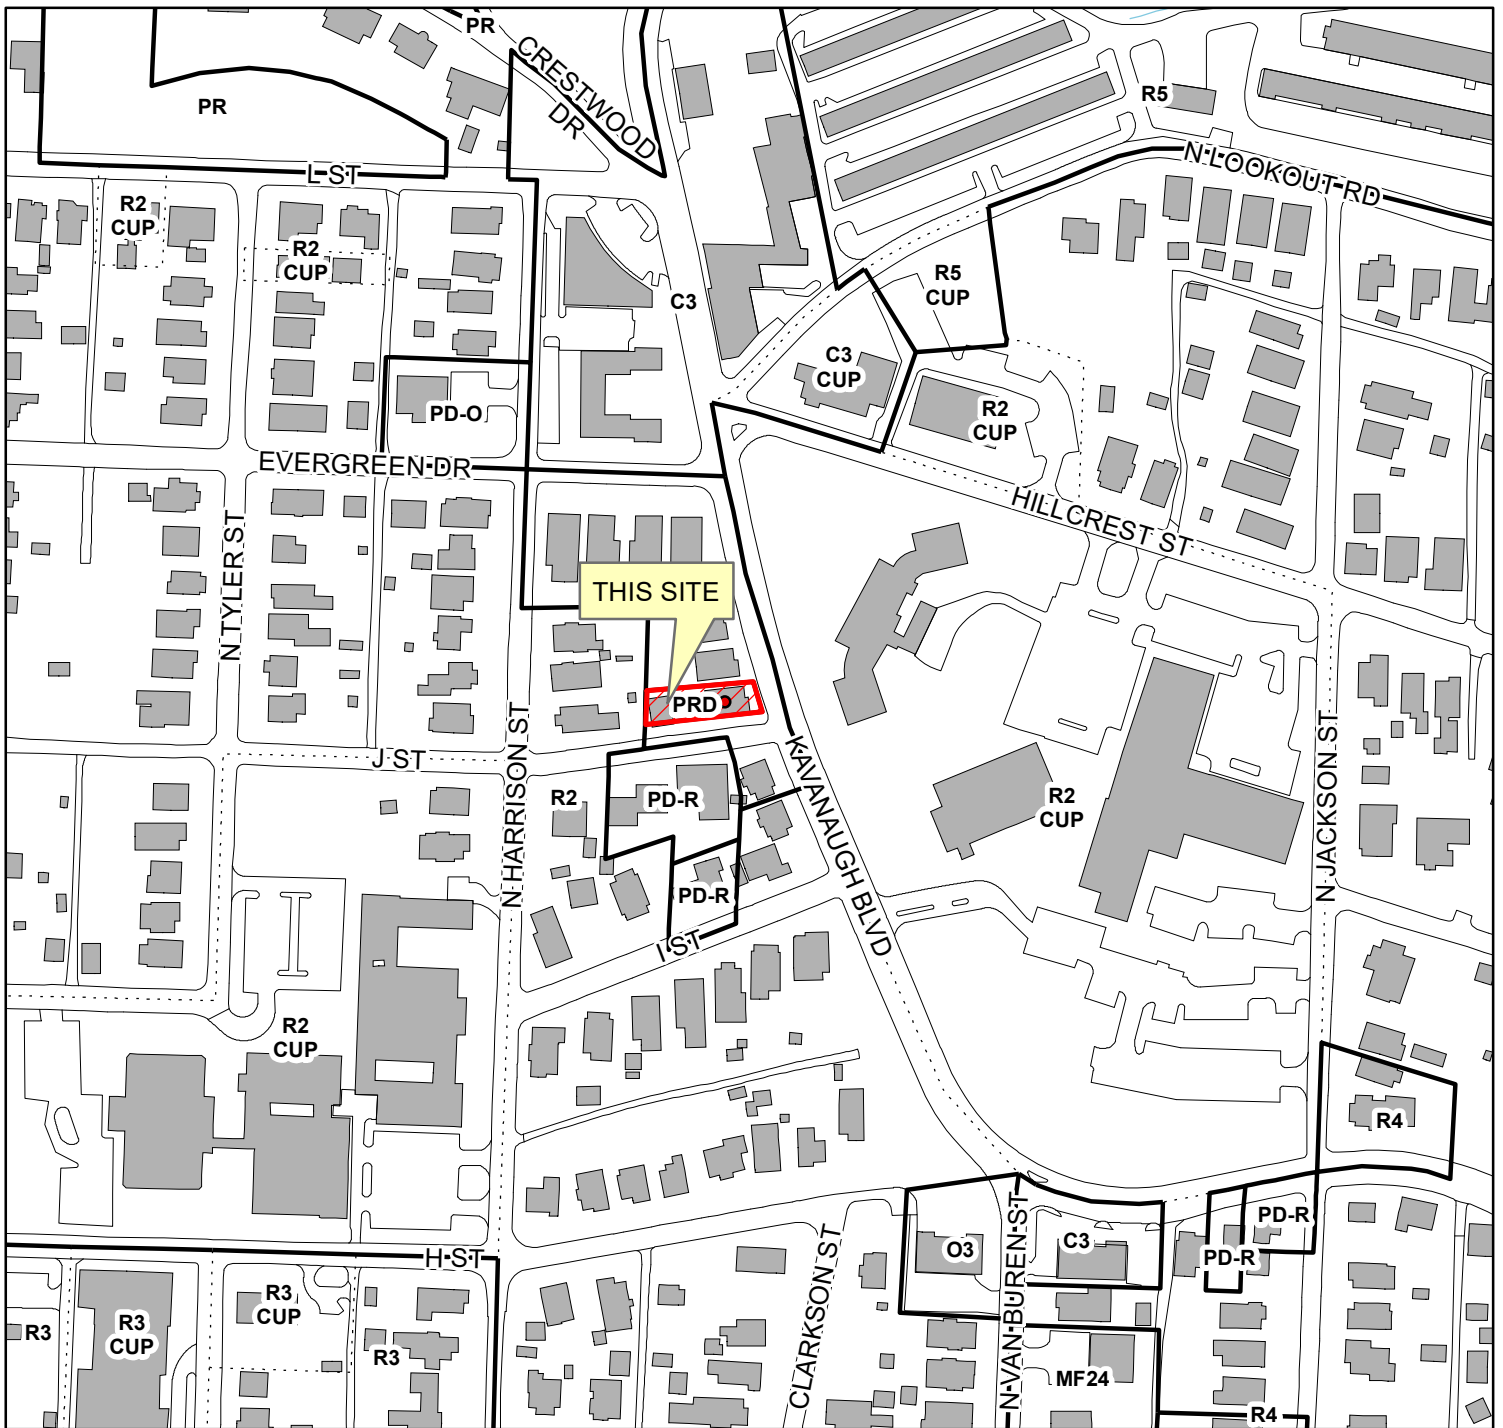 PR
CRESTWOOD
DR
PR
R5
N LOOKOUT RD
L ST
R2
CUP
R2
CUP
C3
R5
CUP
C3
CUP
PD-O
R2
CUP
EVERGREEN DR
HILLCREST ST
N TYLER ST
THIS SITE
PRD
N HARRISON ST
J ST
KAVANAUGH BLVD
N JACKSON ST
R2
PD-R
R2
CUP
PD-R
I ST
R2
CUP
R4
H ST
CLARKSON ST
O3
N VAN BUREN ST
C3
PD-R
PD-R
R3
R3
CUP
R3
CUP
R3
MF24
R4